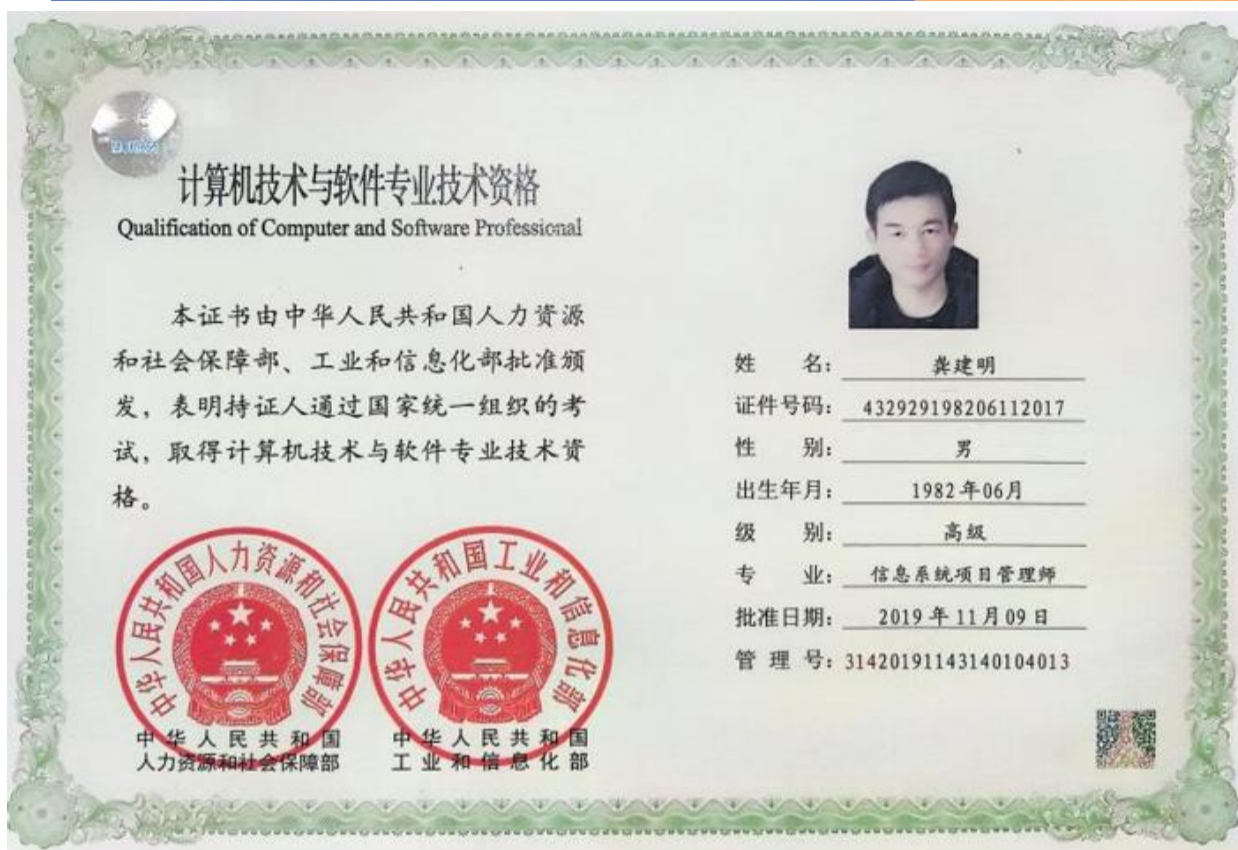 计算机技术与软件专业技术资格
Qualification of Computer and Software Professional
本证书由中华人民共和国人力资源
和社会保障部、工业和信息化部批准颁
发，表明持证人通过国家统一组织的考
试，取得计算机技术与软件专业技术资
格。
中华人民共和国人力资源和社会保障部
中华人民共和国工业和信息化部
中华人民共和国
人力资源和社会保障部
中华人民共和国
工业和信息化部
姓 名：龚建明
证件号码：432929198206112017
性 别：男
出生年月：1982年06月
级 别：高级
专 业：信息系统项目管理师
批准日期：2019年11月09日
管 理 号：31420191143140104013